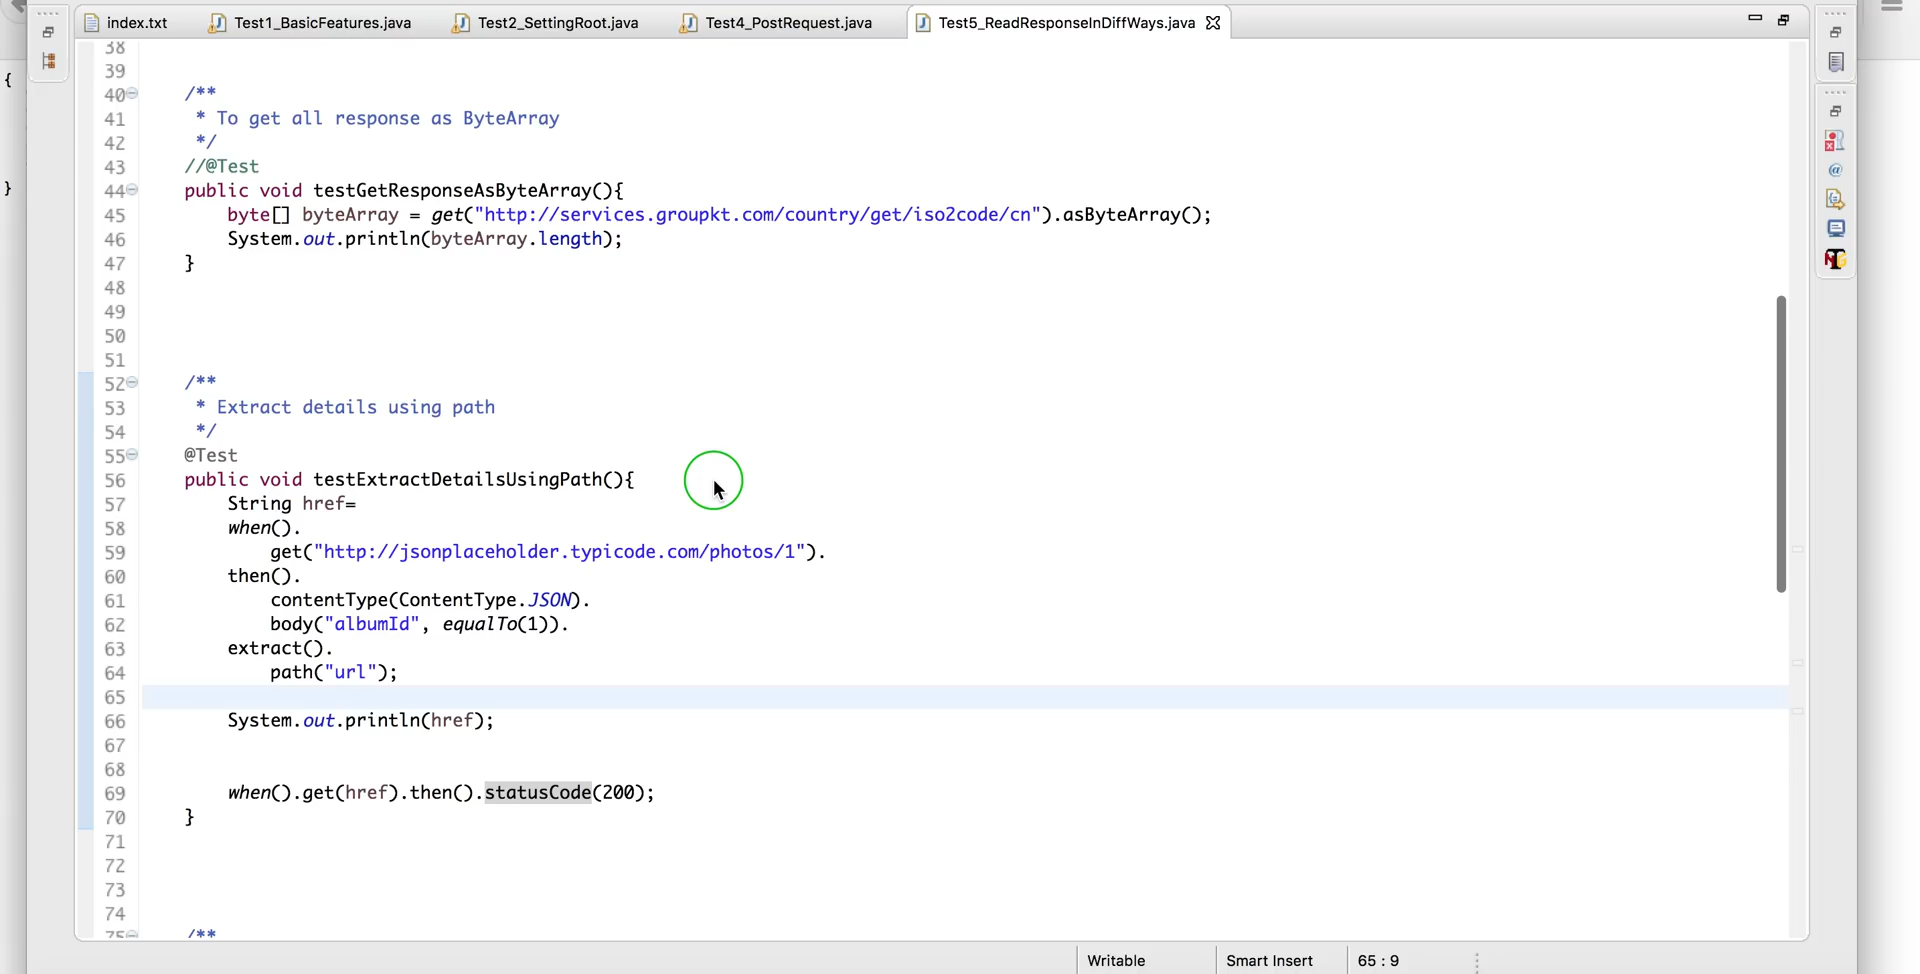 index.txt
Test1_BasicFeatures.java
Test2_SettingRoot.java
Test4_PostRequest.java
Test5_ReadResponseInDiffWays.java
{
}
38
39
40 /**
41 * To get all response as ByteArray
42 */
43 //@Test
44 public void testGetResponseAsByteArray(){
45 byte[] byteArray = get("http://services.groupkt.com/country/get/iso2code/cn").asByteArray();
46 System.out.println(byteArray.length);
47 }
48
49
50
51
52 /**
53 * Extract details using path
54 */
55 @Test
56 public void testExtractDetailsUsingPath(){
57 String href=
58 when().
59 get("http://jsonplaceholder.typicode.com/photos/1").
60 then().
61 contentType(ContentType.JSON).
62 body("albumId", equalTo(1)).
63 extract().
64 path("url");
65
66 System.out.println(href);
67
68
69 when().get(href).then().statusCode(200);
70 }
71
72
73
74
75 /**
Writable
Smart Insert
65 : 9